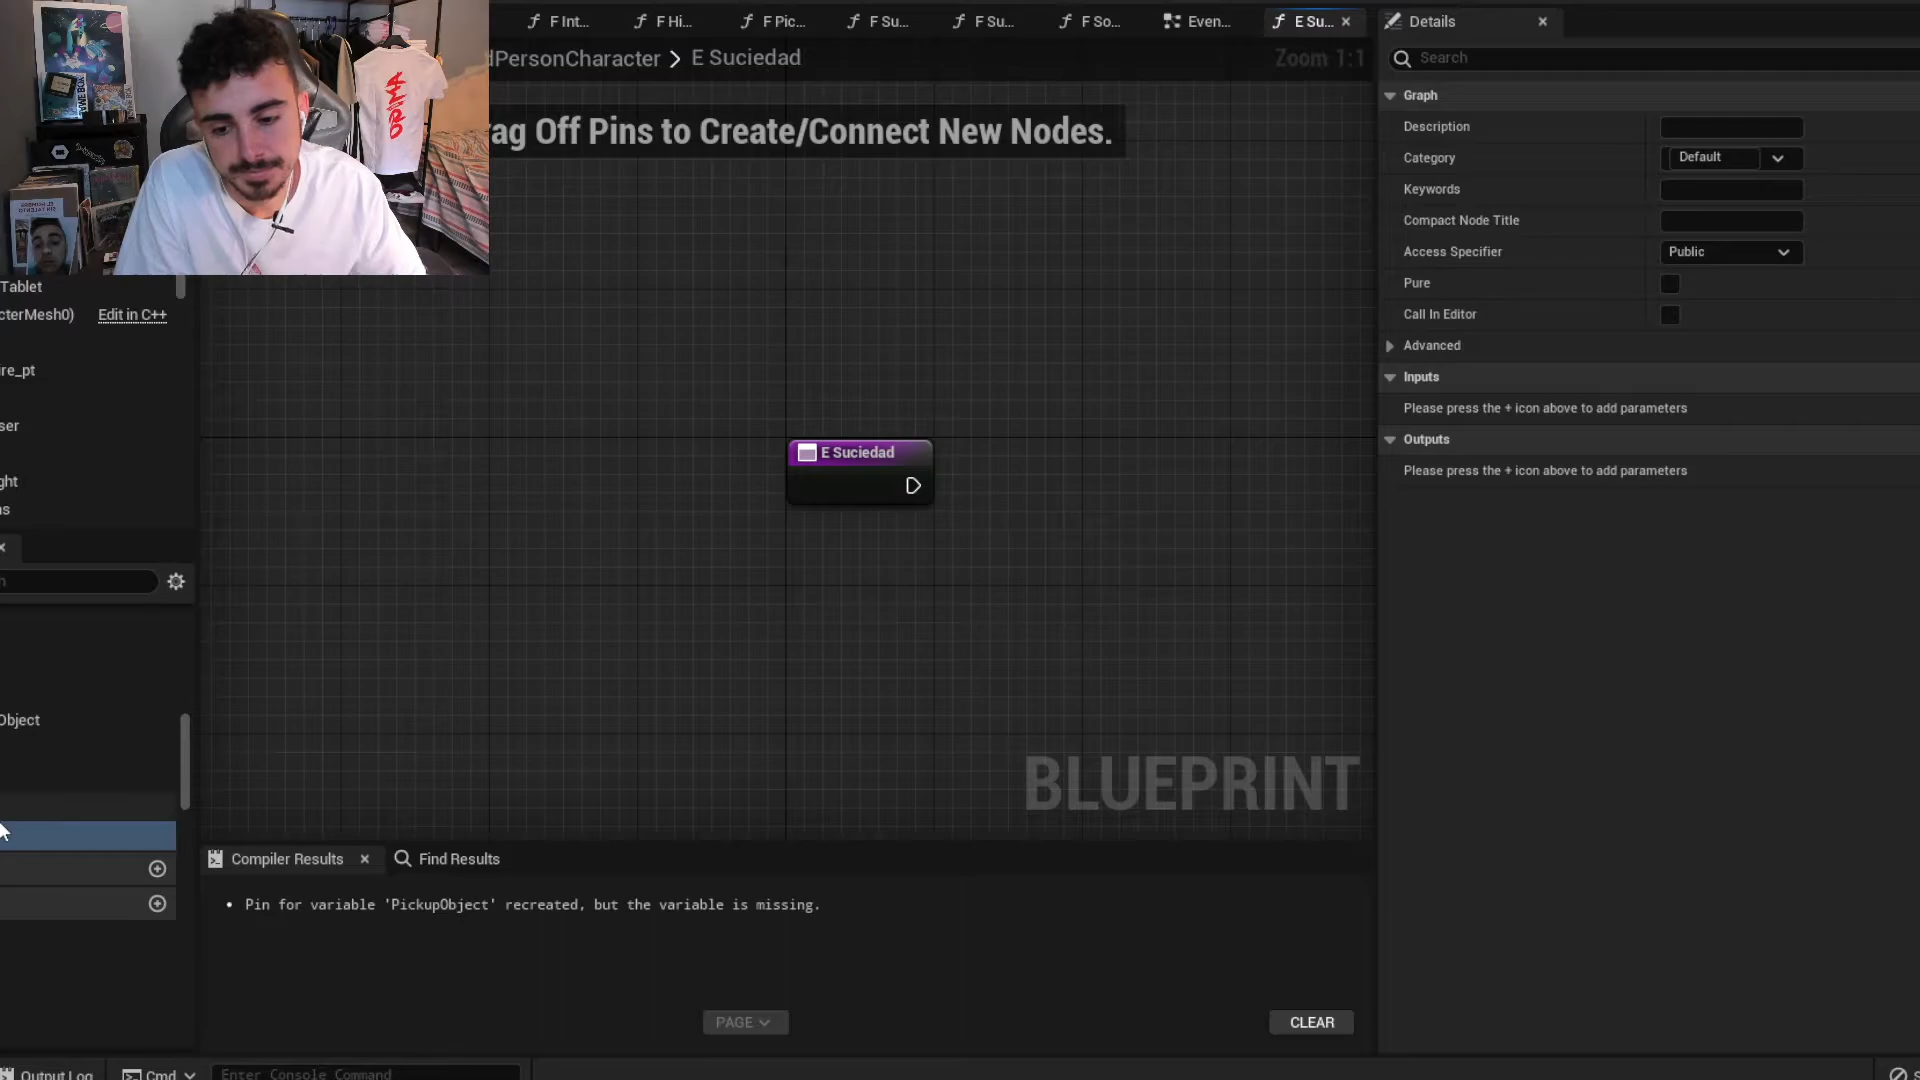 F Int...
F Hi...
F Pic...
F Su...
F Su...
F So...
Even...
E Su...
Details
dPersonCharacter > E Suciedad
Zoom 1:1
Search
rag Off Pins to Create/Connect New Nodes.
Graph
Description
Category
Default
Keywords
Compact Node Title
Access Specifier
Public
Pure
Call In Editor
Advanced
Inputs
Please press the + icon above to add parameters
Outputs
Please press the + icon above to add parameters
AMIGO
Tablet
cterMesh0)
Edit in C++
ire_pt
ser
ght
ns
h
Object
E Suciedad
BLUEPRINT
Compiler Results
Find Results
• Pin for variable 'PickupObject' recreated, but the variable is missing.
PAGE
CLEAR
Output Log
Cmd
Enter Console Command